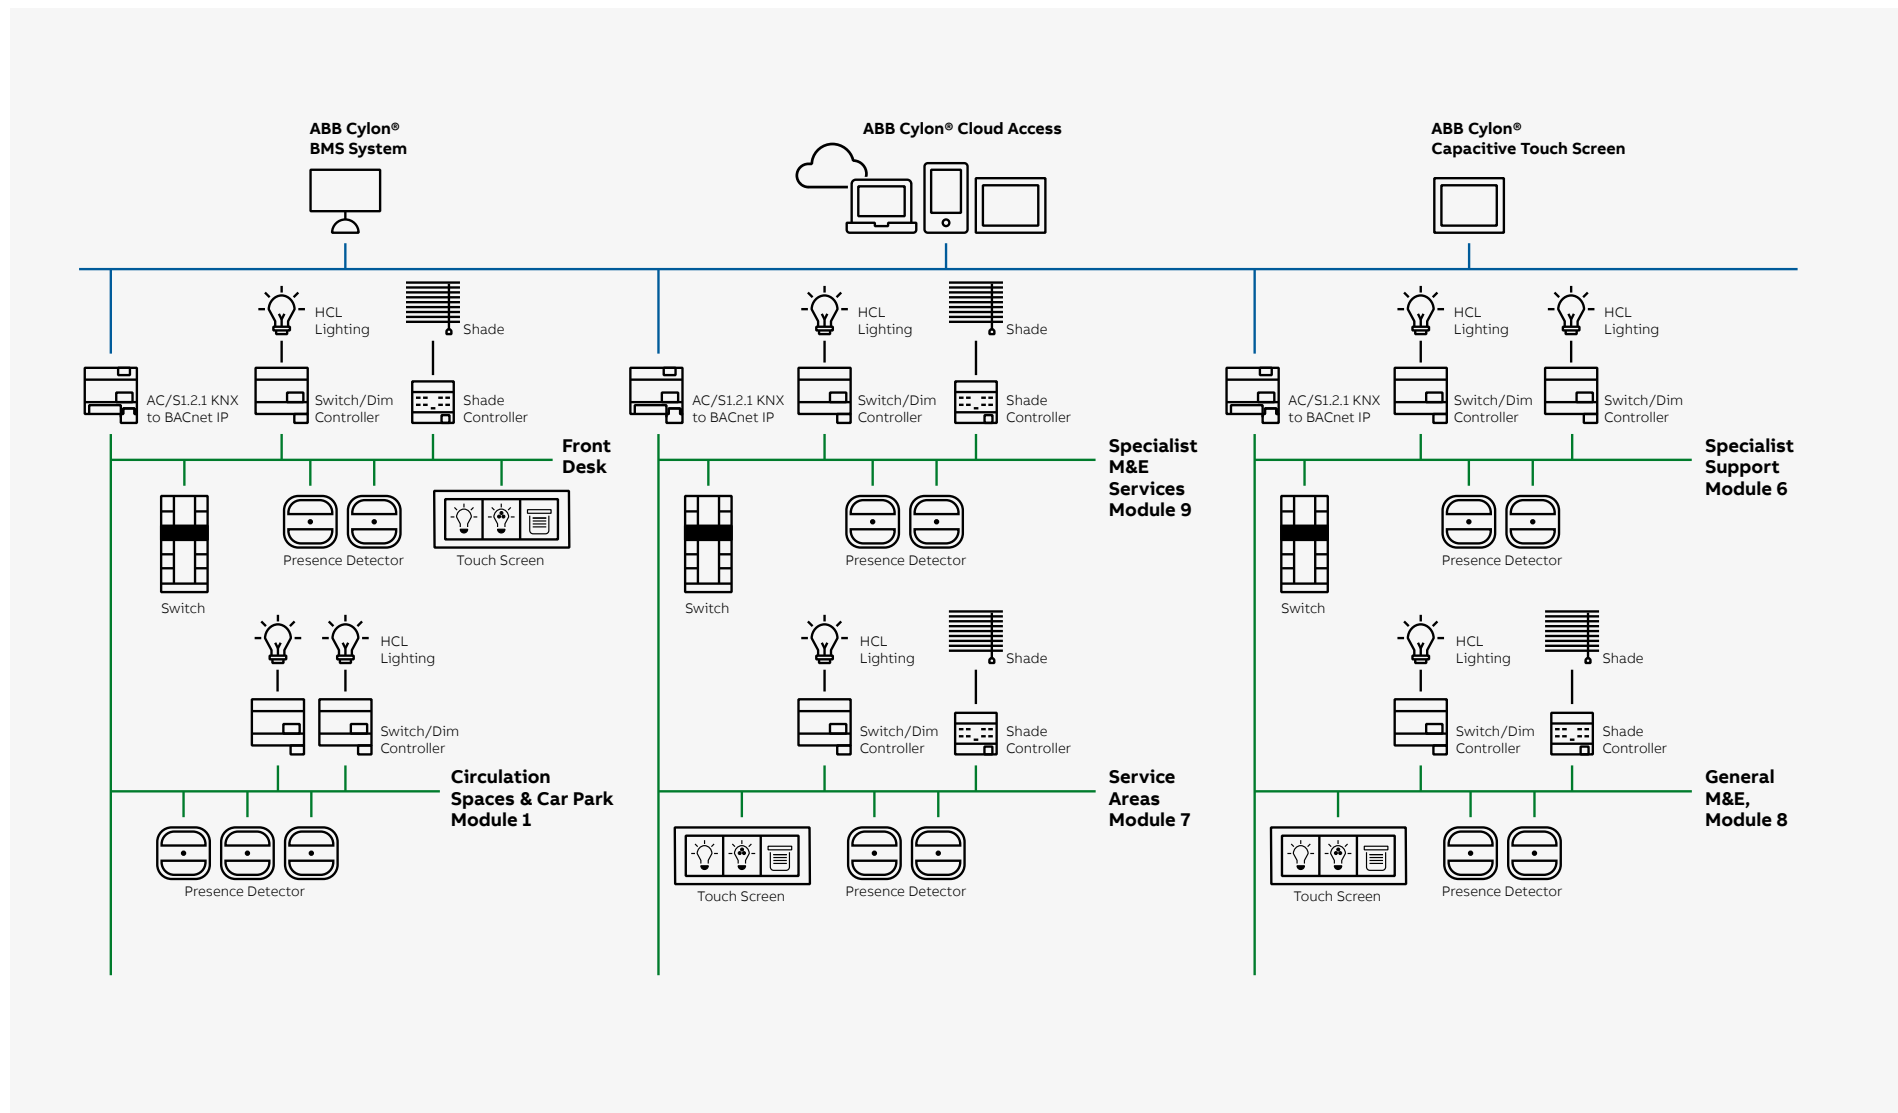 ABB Cylon®
BMS System
ABB Cylon® Cloud Access
ABB Cylon®
Capacitive Touch Screen
HCL
Lighting
Shade
AC/S1.2.1 KNX
to BACnet IP
Switch/Dim
Controller
Shade
Controller
Front
Desk
Switch
Presence Detector
Touch Screen
HCL
Lighting
Switch/Dim
Controller
Circulation
Spaces & Car Park
Module 1
Presence Detector
HCL
Lighting
Shade
AC/S1.2.1 KNX
to BACnet IP
Switch/Dim
Controller
Shade
Controller
Specialist
M&E
Services
Module 9
Switch
Presence Detector
HCL
Lighting
Shade
Switch/Dim
Controller
Shade
Controller
Service
Areas
Module 7
Touch Screen
Presence Detector
HCL
Lighting
HCL
Lighting
AC/S1.2.1 KNX
to BACnet IP
Switch/Dim
Controller
Switch/Dim
Controller
Specialist
Support
Module 6
Switch
Presence Detector
HCL
Lighting
Shade
Switch/Dim
Controller
Shade
Controller
General
M&E,
Module 8
Touch Screen
Presence Detector